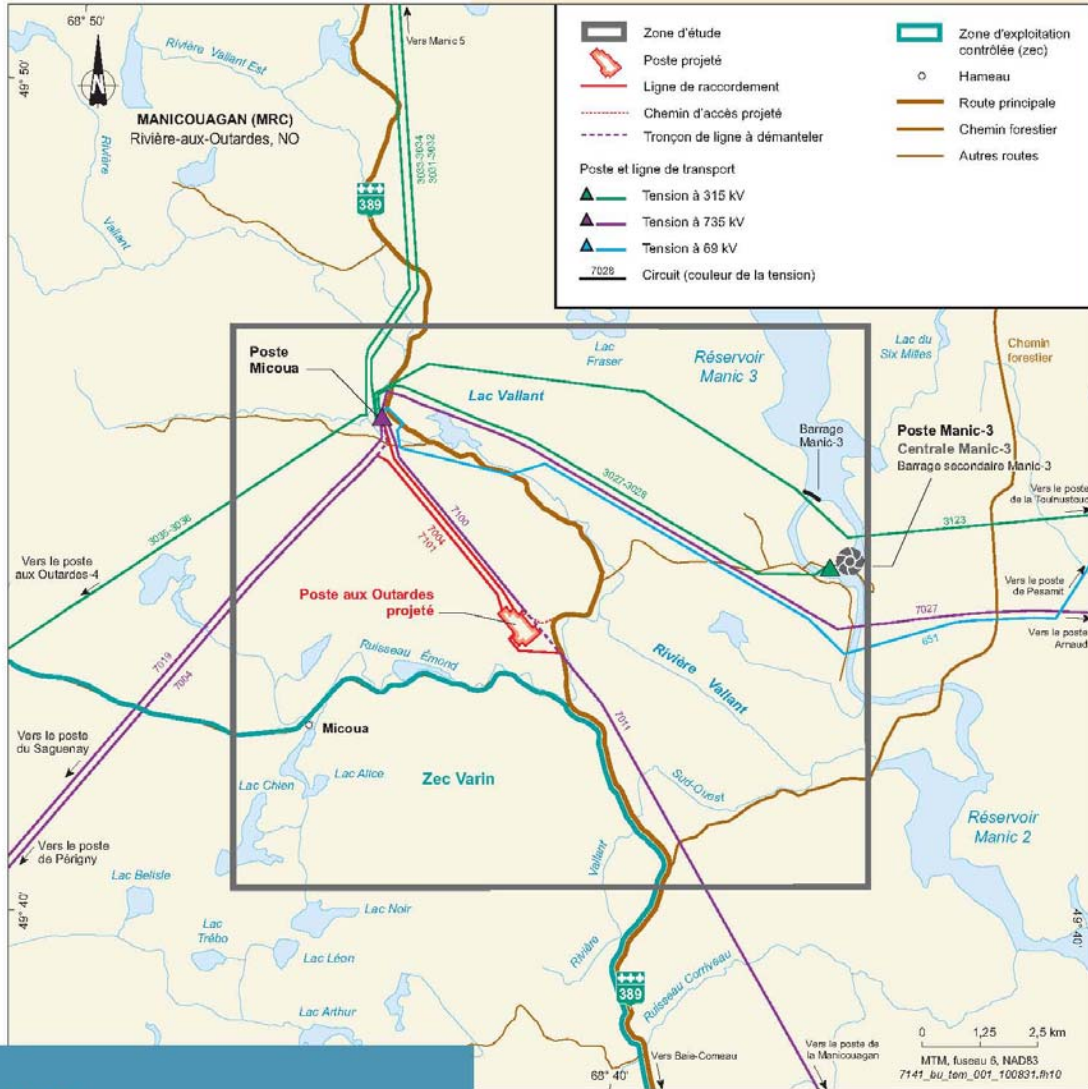 68° 50'
49° 50'
N
Vers Manic 5
Rivière Vallant Est
MANICOUAGAN (MRC)
Rivière-aux-Outardes, NO
Rivière
Vallant
3033-3034
3031-3032
389
Zone d'étude
Poste projeté
Ligne de raccordement
Chemin d'accès projeté
Tronçon de ligne à démanteler
Poste et ligne de transport
Tension à 315 kV
Tension à 735 kV
Tension à 69 kV
7028
Circuit (couleur de la tension)
Zone d'exploitation
contrôlée (zec)
Hameau
Route principale
Chemin forestier
Autres routes
Poste
Micoua
Lac
Fraser
Réservoir
Manic 3
Lac du
Six Milles
Chemin
forestier
Lac Vallant
Barrage
Manic-3
Poste Manic-3
Centrale Manic-3
Barrage secondaire Manic-3
Vers le poste
de la Toulnustouc
3027-3028
3123
3035-3036
7100
7004
7101
Vers le poste
aux Outardes-4
Poste aux Outardes
projeté
Vers le poste
de Pesamit
7027
651
Vers le poste
Arnaud
Ruisseau Émond
Rivière
Vallant
7019
7004
7011
Micoua
Vers le poste
du Saguenay
Lac Chien
Lac Alice
Zec Varin
Sud-Ouest
Réservoir
Manic 2
Vers le poste
de Périgny
Vallant
Lac Belisle
49° 40'
Lac Noir
Lac
Trêbo
Lac Léon
Rivière
49° 40'
389
Ruisseau Corriveau
Lac Arthur
Vers Baie-Comeau
Vers le poste de
la Manicouagan
68° 40'
0 1,25 2,5 km
MTM, fuseau 6, NAD83
7141_bu_tem_001_100831.fh10